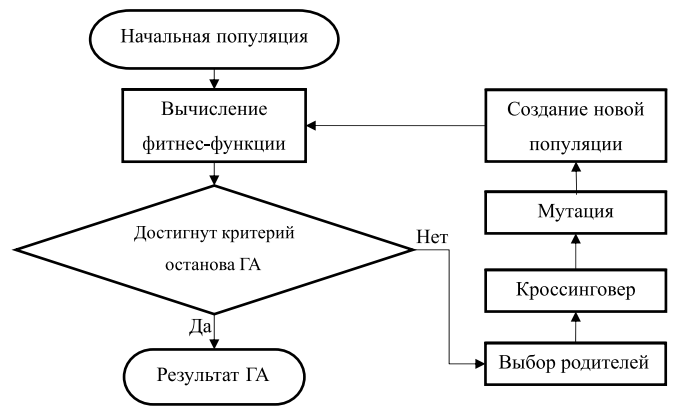 Начальная популяция
Вычисление
фитнес-функции
Достигнут критерий
останова ГА
Да
Результат ГА
Нет
Создание новой
популяции
Мутация
Кроссинговер
Выбор родителей